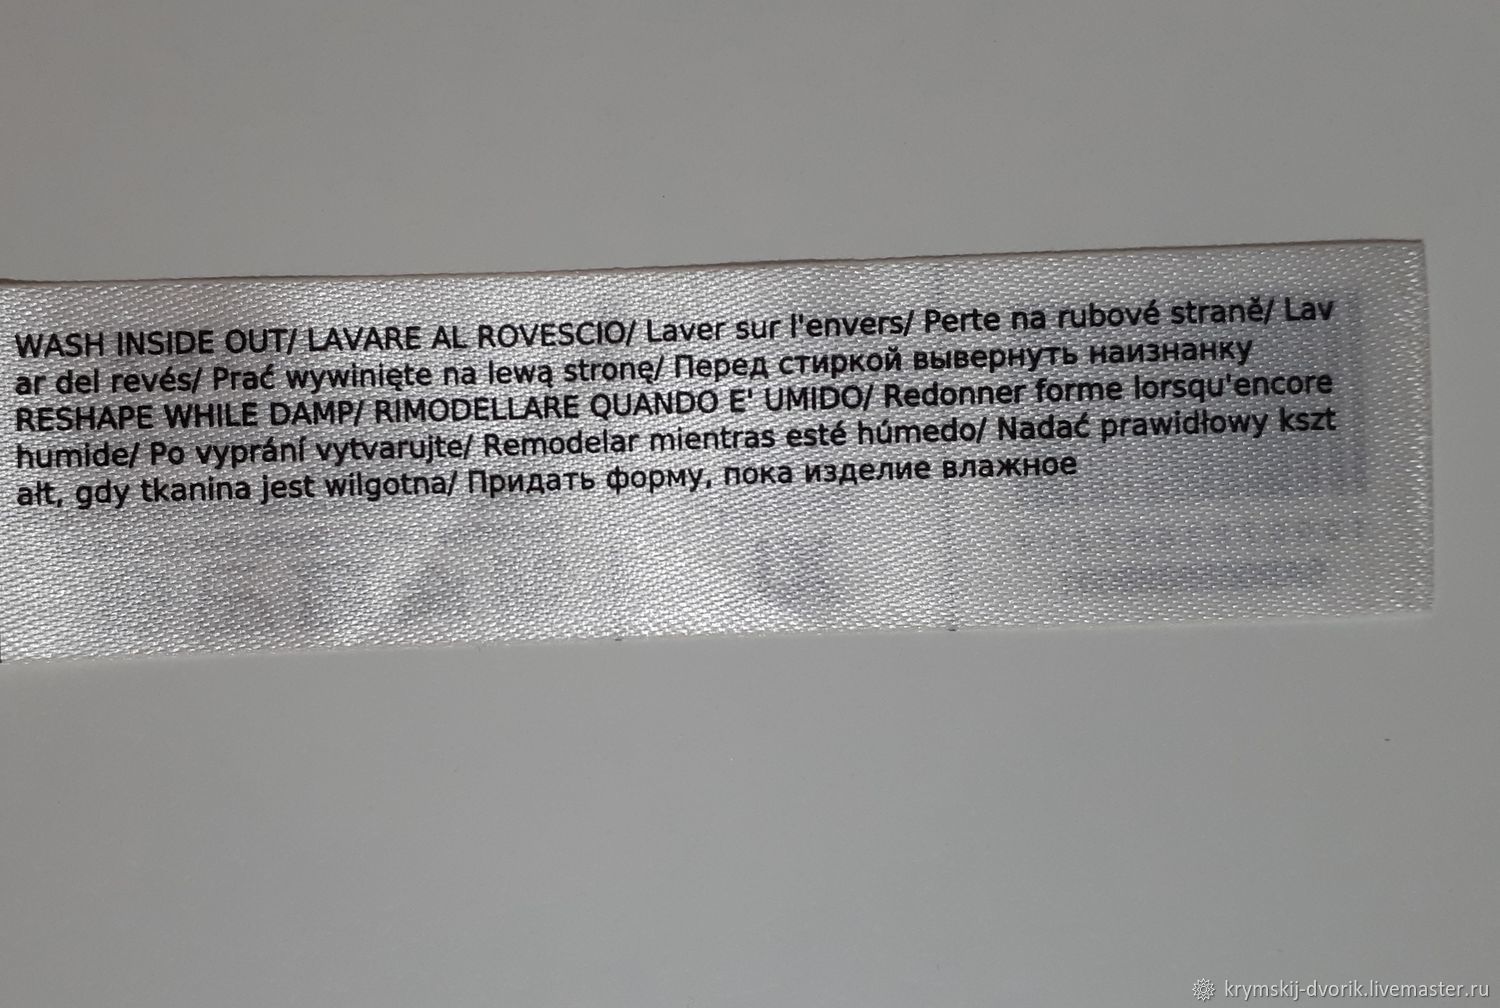 WASH INSIDE OUT/ LAVARE AL ROVESCIO/ Laver sur l'envers/ Perte na rubové straně/ Lav
ar del revés/ Prać wywinięte na lewą stronę/ Перед стиркой вывернуть наизнанку
RESHAPE WHILE DAMP/ RIMODELLARE QUANDO E' UMIDO/ Redonner forme lorsqu'encore
humide/ Po vyprání vytvarujte/ Remodelar mientras esté húmedo/ Nadać prawidłowy kszt
ałt, gdy tkanina jest wilgotna/ Придать форму, пока изделие влажное
krymskij-dvorik.livemaster.ru